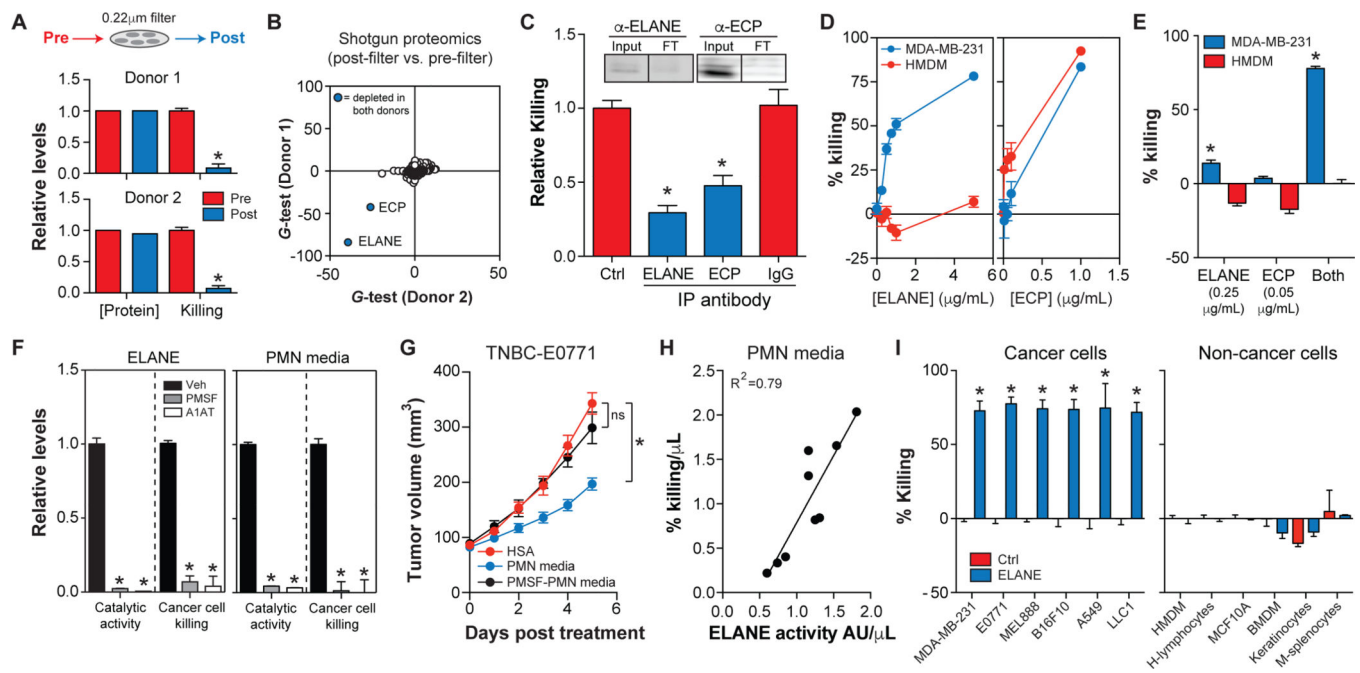 A
0.22μm filter
Pre
Post
Donor 1
1.5
1.0
0.5
0.0
*
Donor 2
1.5
1.0
0.5
0.0
Pre
Post
*
Relative levels
[Protein]
Killing
B
Shotgun proteomics
(post-filter vs. pre-filter)
= depleted in
both donors
100
50
0
-50
-100
ECP
ELANE
-50
0
50
G-test (Donor 1)
G-test (Donor 2)
C
α-ELANE
α-ECP
Input
FT
Input
FT
1.5
1.0
0.5
0.0
Relative Killing
*
*
Ctrl
ELANE
ECP
IgG
IP antibody
D
MDA-MB-231
HMDM
% killing
100
75
50
25
0
-25
0
2
4
6
0.0
0.5
1.0
1.5
[ELANE] (μg/mL)
[ECP] (μg/mL)
E
MDA-MB-231
HMDM
% killing
100
50
0
-50
*
*
ELANE
(0.25
μg/mL)
ECP
(0.05
μg/mL)
Both
F
ELANE
PMN media
Relative levels
1.5
1.0
0.5
0.0
Veh
PMSF
A1AT
* * * * * * * *
Catalytic
activity
Cancer cell
killing
Catalytic
activity
Cancer cell
killing
G
TNBC-E0771
Tumor volume (mm³)
400
300
200
100
0
ns
*
HSA
PMN media
PMSF-PMN media
0
2
4
6
Days post treatment
H
PMN media
R²=0.79
% killing/μL
2.5
2.0
1.5
1.0
0.5
0.0
0.0
0.5
1.0
1.5
2.0
ELANE activity AU/μL
I
Cancer cells
Non-cancer cells
% Killing
100
50
0
-50
* * * * * *
Ctrl
ELANE
MDA-MB-231
E0771
MEL888
B16F10
A549
LLC1
HMDM
H-lymphocytes
MCF10A
BMDM
Keratinocytes
M-splenocytes